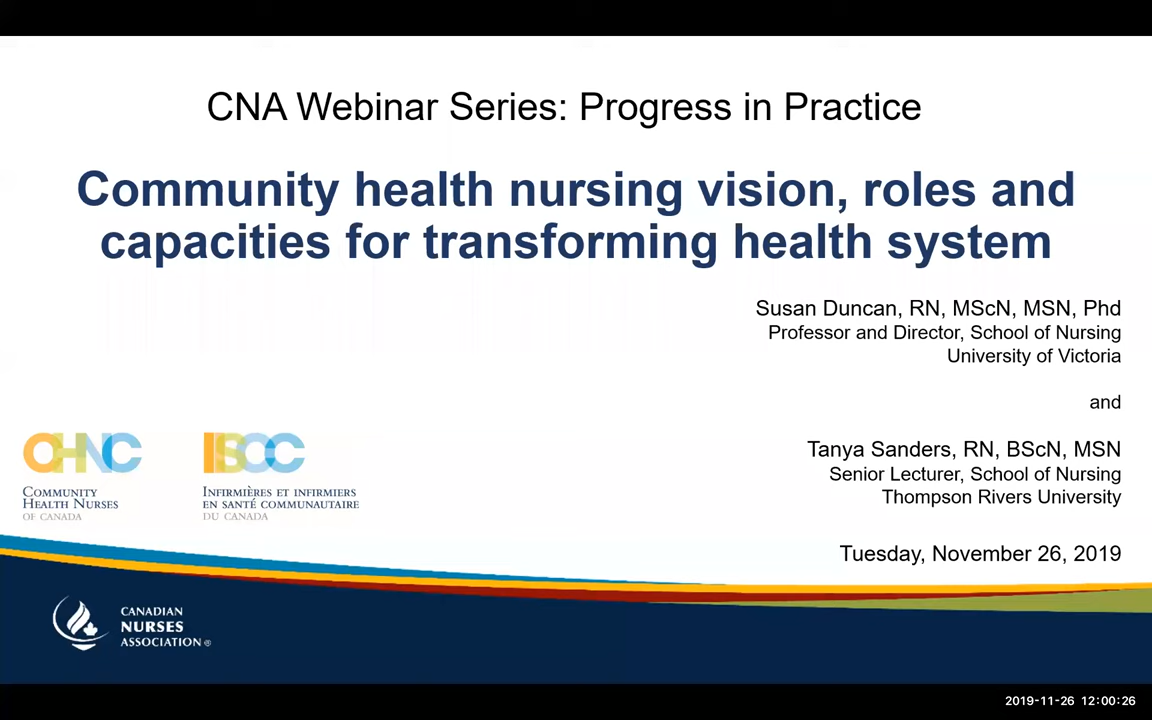 CNA Webinar Series: Progress in Practice
Community health nursing vision, roles and
capacities for transforming health system
Susan Duncan, RN, MScN, MSN, Phd
Professor and Director, School of Nursing
University of Victoria
and
Tanya Sanders, RN, BScN, MSN
Senior Lecturer, School of Nursing
Thompson Rivers University
Tuesday, November 26, 2019
CHNC
COMMUNITY
HEALTH NURSES
OF CANADA
IISCC
INFIRMIÈRES ET INFIRMIERS
EN SANTÉ COMMUNAUTAIRE
DU CANADA
CANADIAN
NURSES
ASSOCIATION®
2019-11-26 12:00:26